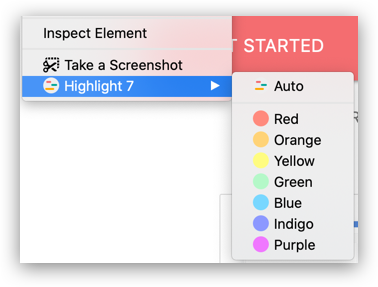 Inspect Element
T STARTED
Take a Screenshot
Highlight 7
Auto
Red
Orange
Yellow
Green
Blue
Indigo
Purple
R